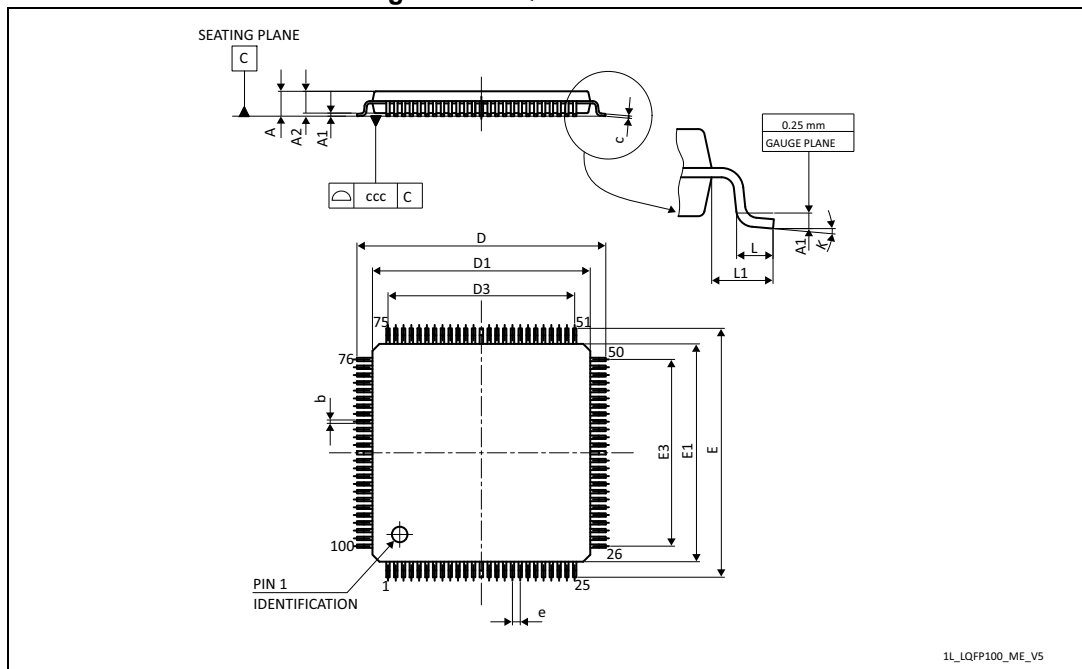 SEATING PLANE
C
A
A2
A1
c
0.25 mm
GAUGE PLANE
ccc C
A1
K
L
L1
D
D1
D3
75
51
76
50
b
E3
E1
E
100
26
PIN 1
IDENTIFICATION
1
25
e
1L_LQFP100_ME_V5